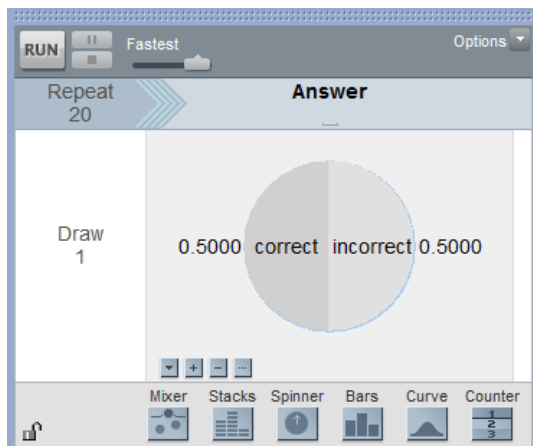 RUN
Fastest
Options
Repeat
20
Answer
Draw
1
0.5000 correct incorrect 0.5000
Mixer Stacks Spinner Bars Curve Counter
1
2
3